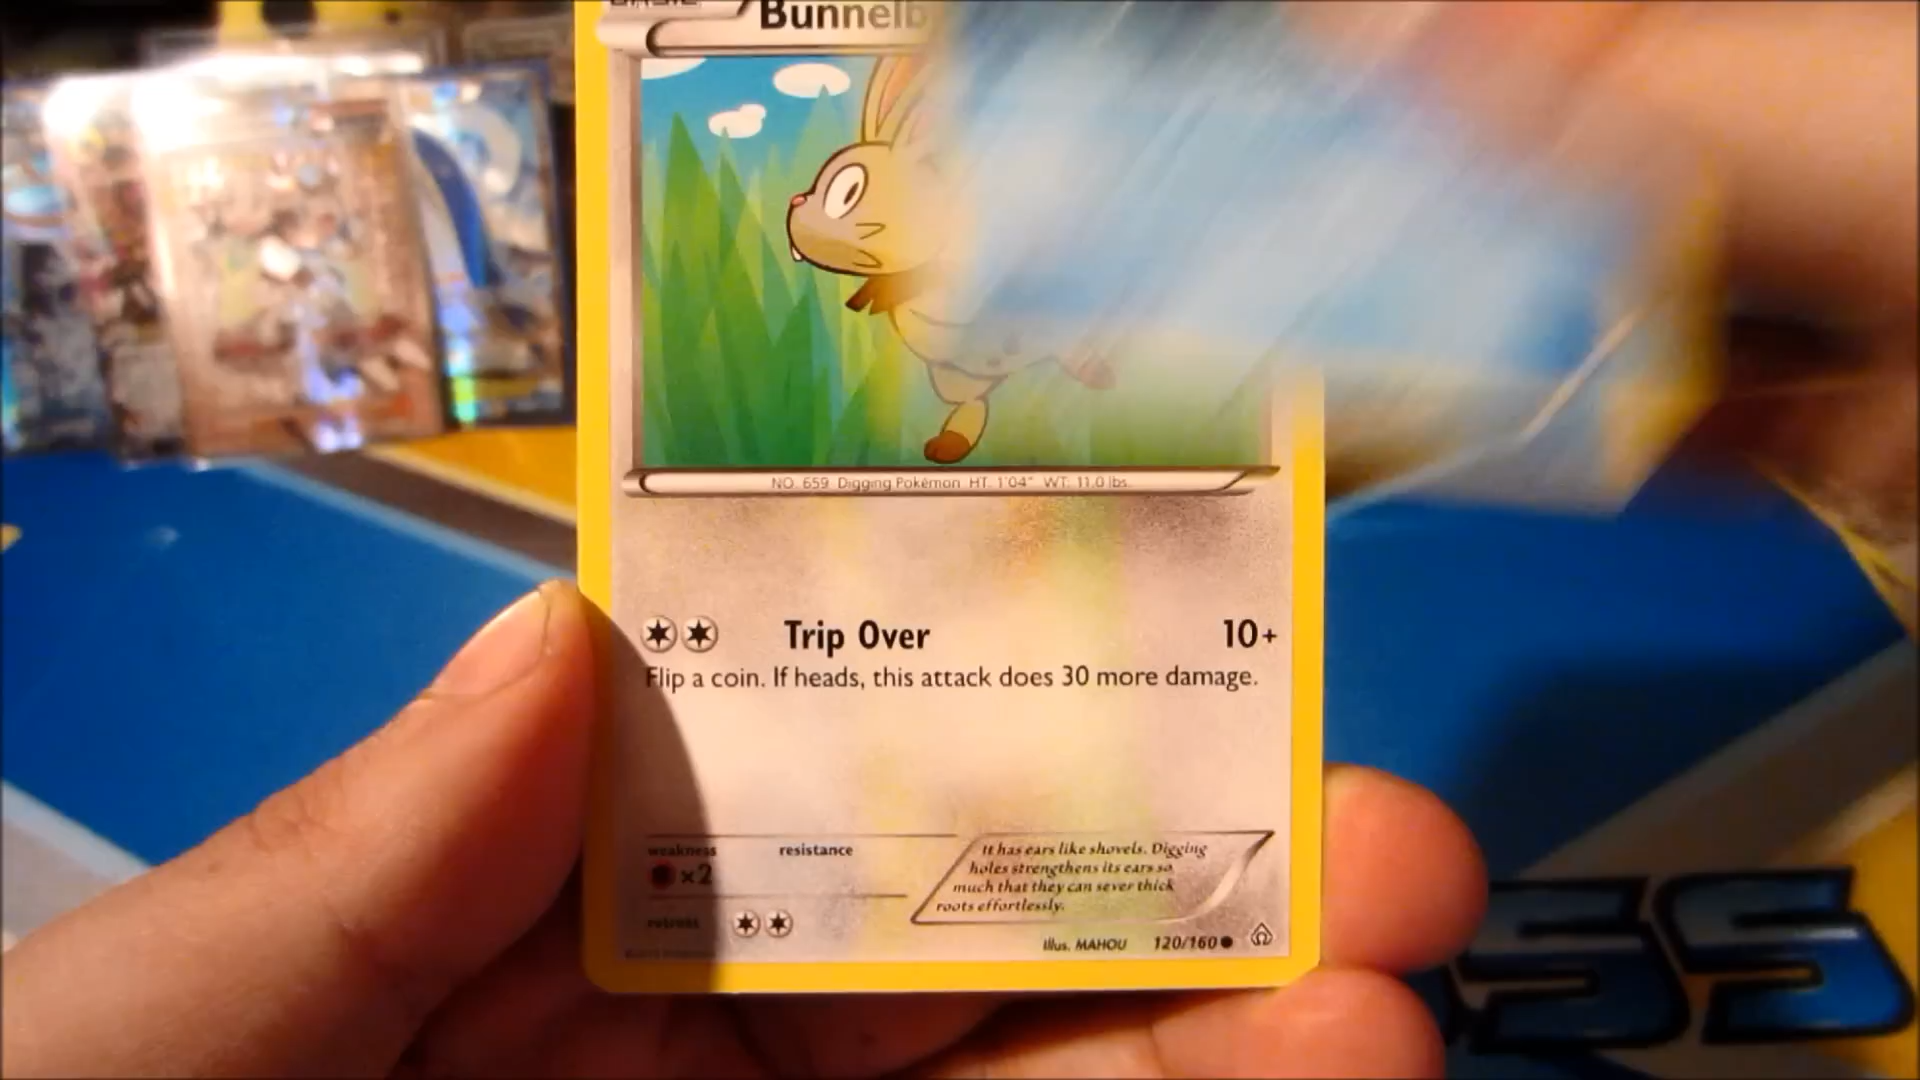 BASIC
Bunnelb
NO. 659 Digging Pokémon HT. 1'04" WT. 11.0 lbs.
Trip Over 10+
Flip a coin. If heads, this attack does 30 more damage.
weakness resistance
×2
It has ears like shovels. Digging
holes strengthens its ears so
much that they can sever thick
roots effortlessly.
retreat
Illus. MAHOU 120/160
SS